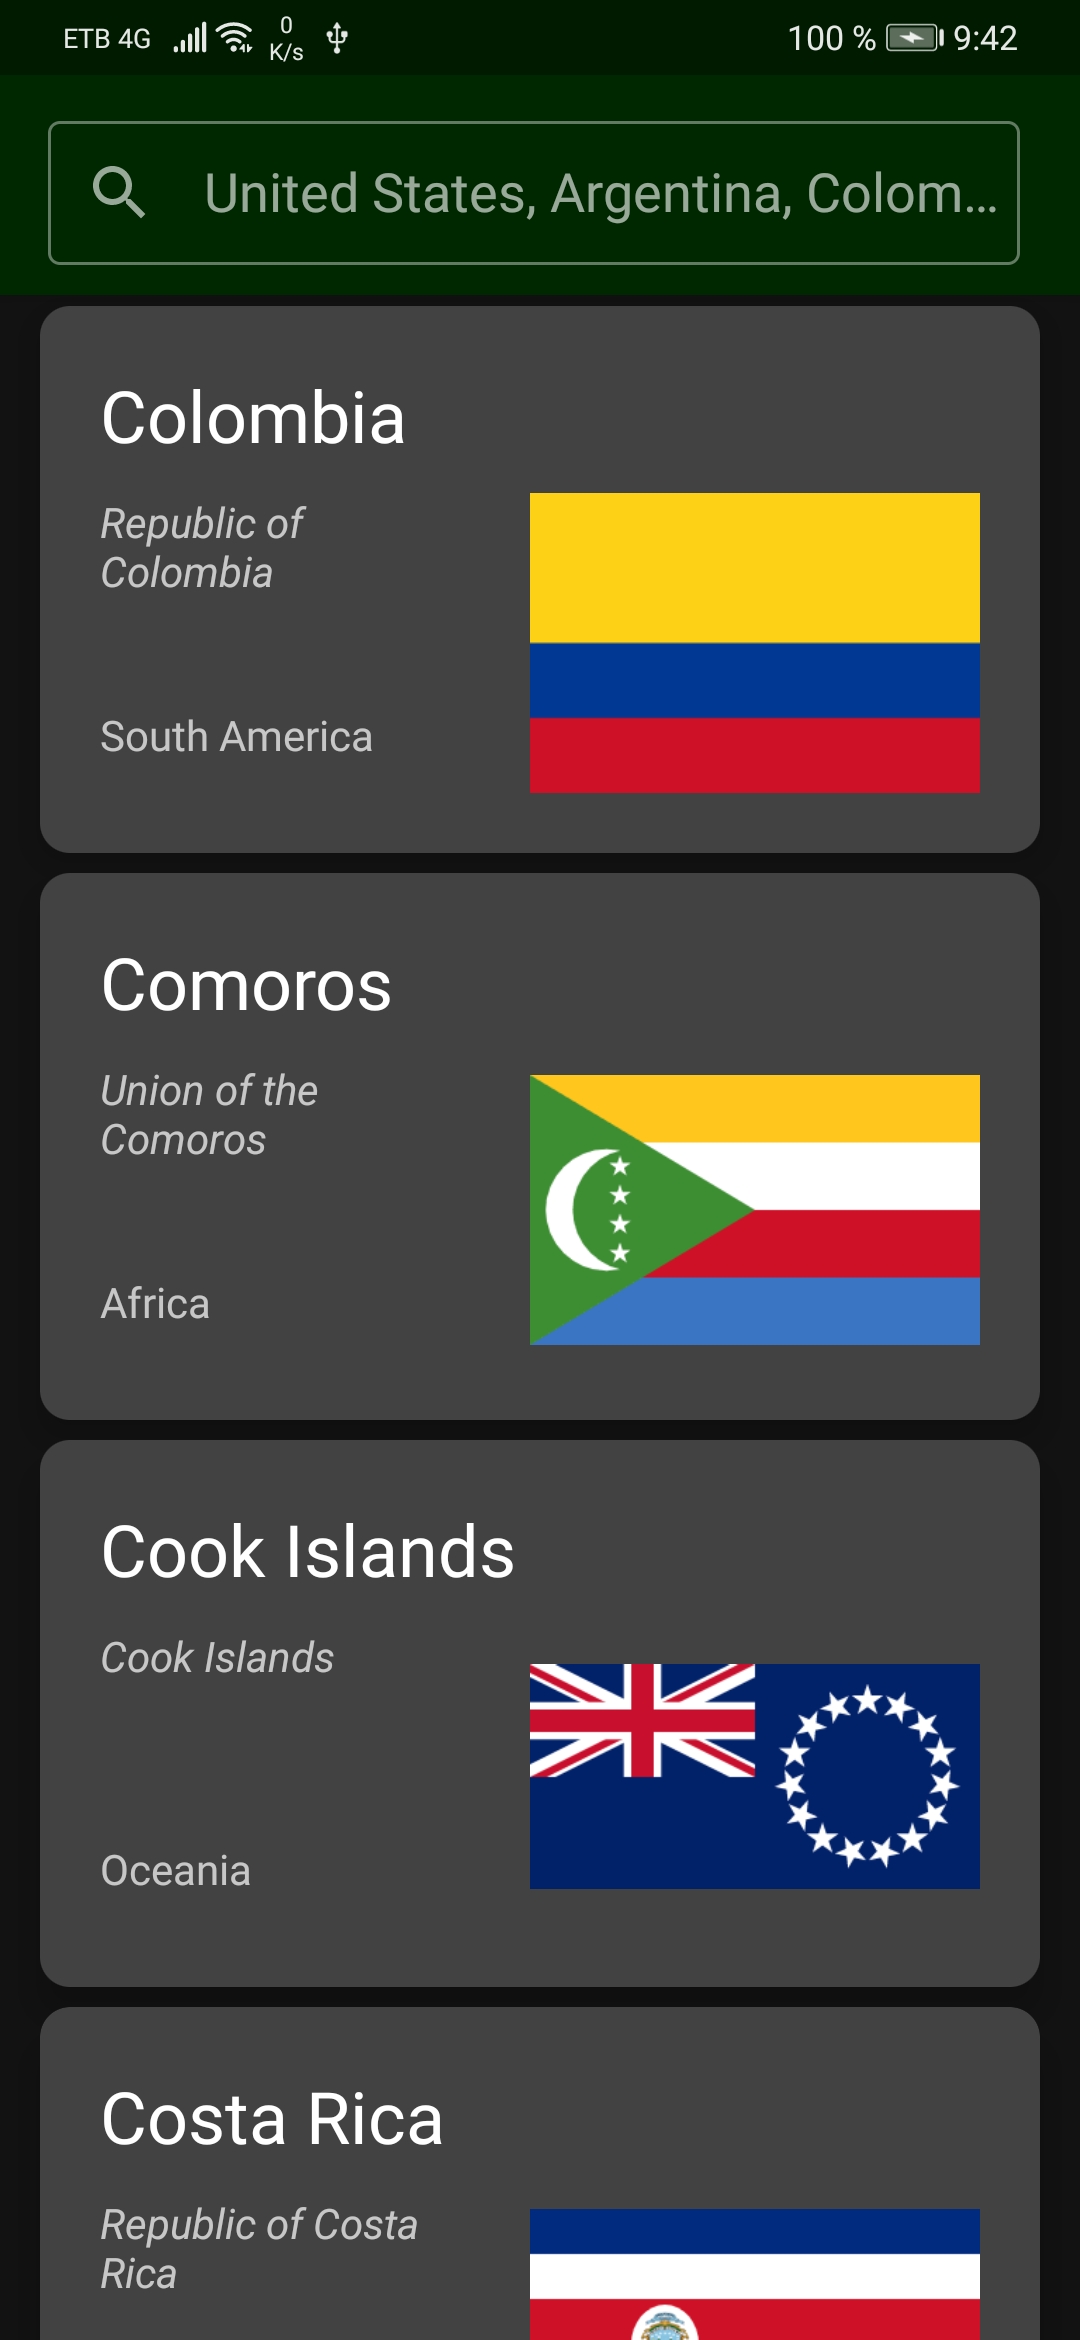 ETB 4G 0 K/s 100 % 9:42
United States, Argentina, Colom...
Colombia
Republic of
Colombia
South America
Comoros
Union of the
Comoros
Africa
Cook Islands
Cook Islands
Oceania
Costa Rica
Republic of Costa
Rica